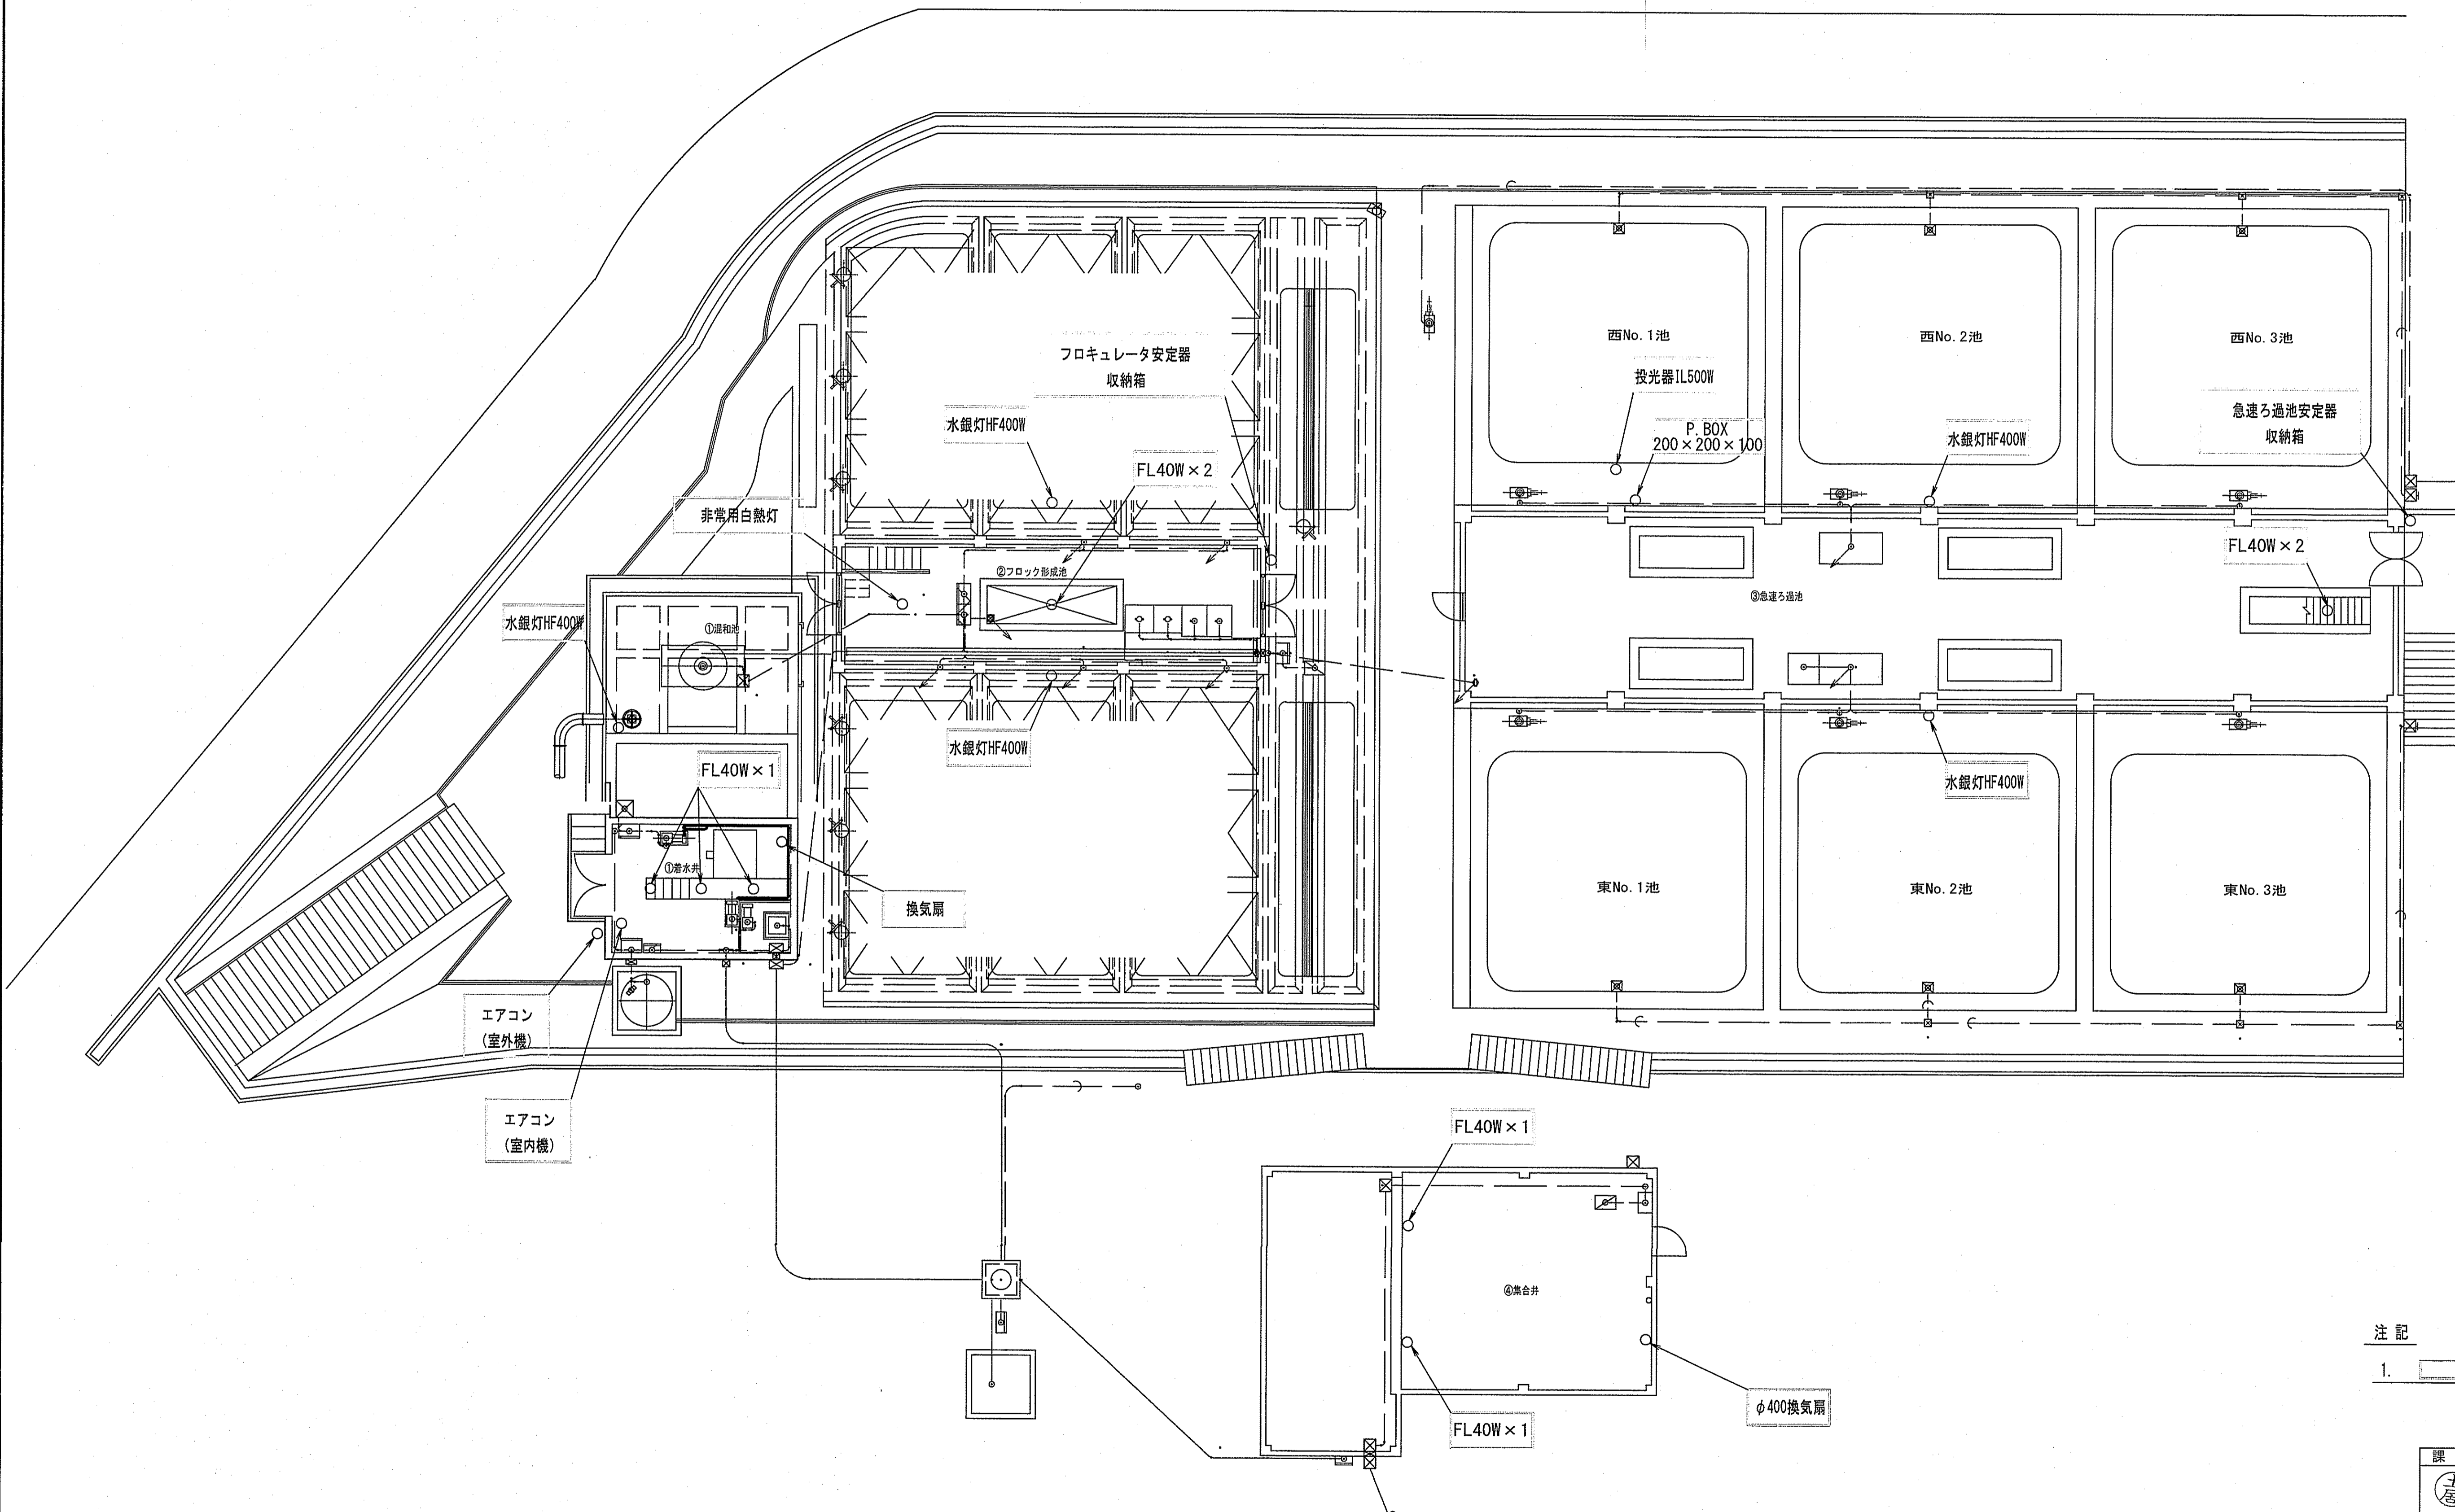 西No.1池
西No.2池
西No.3池
フロキュレータ安定器
収納箱
投光器IL500W
水銀灯HF400W
P.BOX
200×200×100
水銀灯HF400W
急速ろ過池安定器
収納箱
FL40W×2
非常用白熱灯
FL40W×2
②フロック形成池
③急速ろ過池
水銀灯HF400W
①混和池
水銀灯HF400W
FL40W×1
水銀灯HF400W
①着水井
換気扇
東No.1池
東No.2池
東No.3池
エアコン
(室外機)
エアコン
(室内機)
FL40W×1
④集合井
φ400換気扇
FL40W×1
注記
1.
課